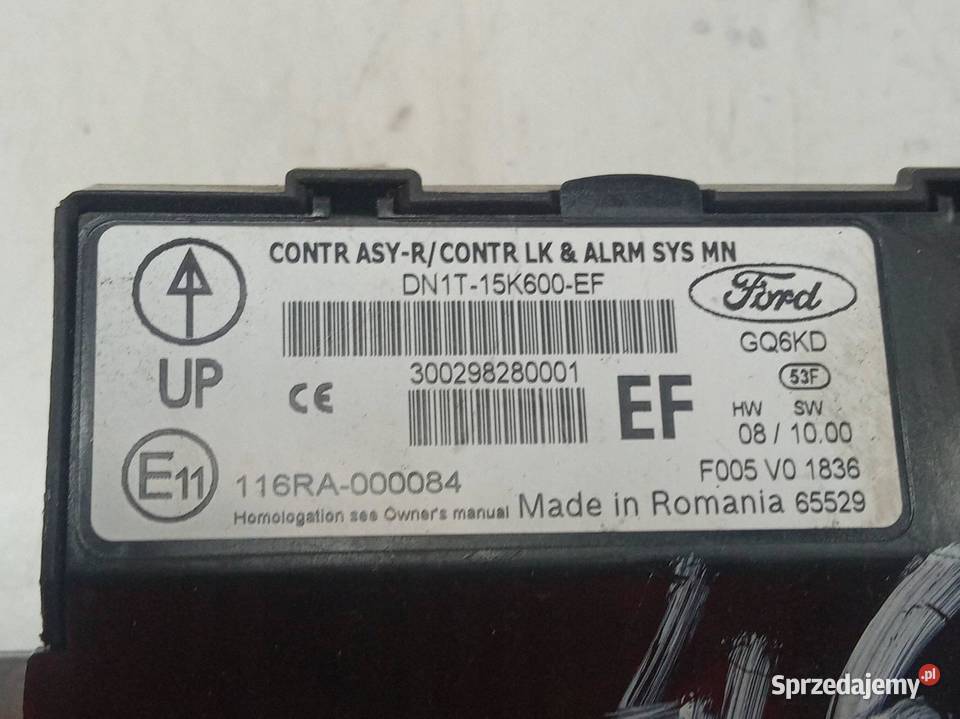 CONTR ASY-R/CONTR LK & ALRM SYS MN
DN1T-15K600-EF
Ford
GQ6KD
UP
CE
300298280001
EF
53F
HW SW
08 / 10.00
E11
116RA-000084
F005 V0 1836
Homologation see Owner's manual
Made in Romania 65529
Sprzedajemy.pl